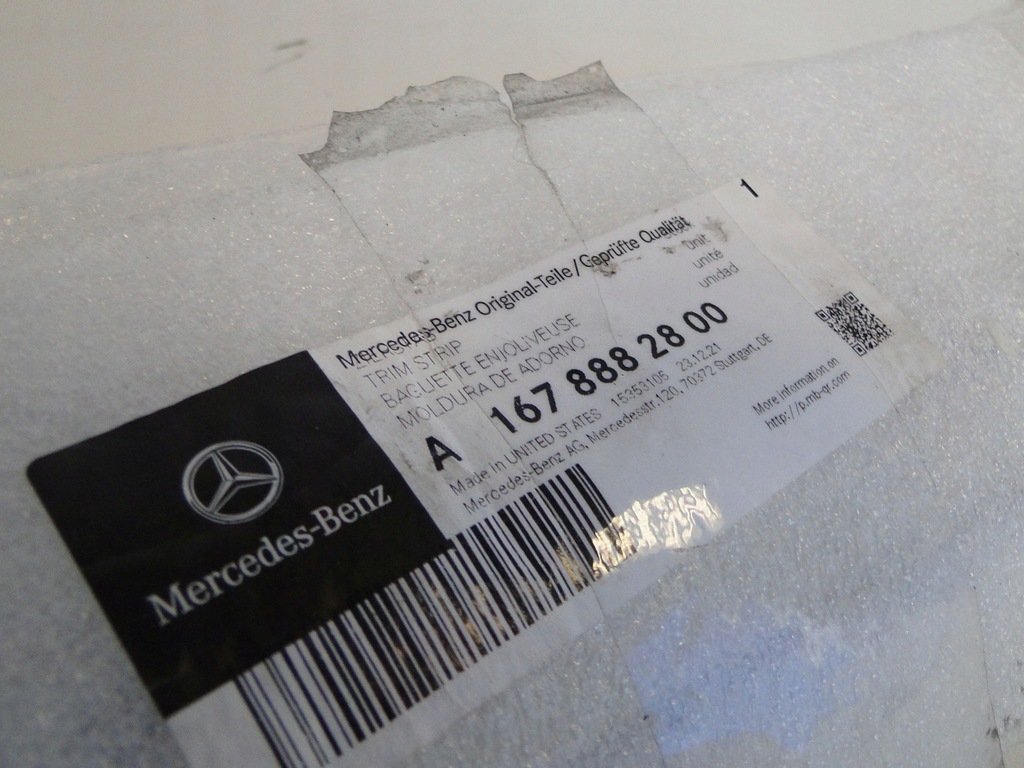 Mercedes-Benz
Mercedes-Benz Original-Teile / Geprüfte Qualität
TRIM STRIP
BAGUETTE ENJOLIVEUSE
MOLDURA DE ADORNO
A 167 888 28 00
Made in UNITED STATES 15353105 23.12.21
Mercedes-Benz AG, Mercedesstr. 120, 70372 Stuttgart, DE
1
Unit
unité
unidad
More information on
http://p.mb-qr.com